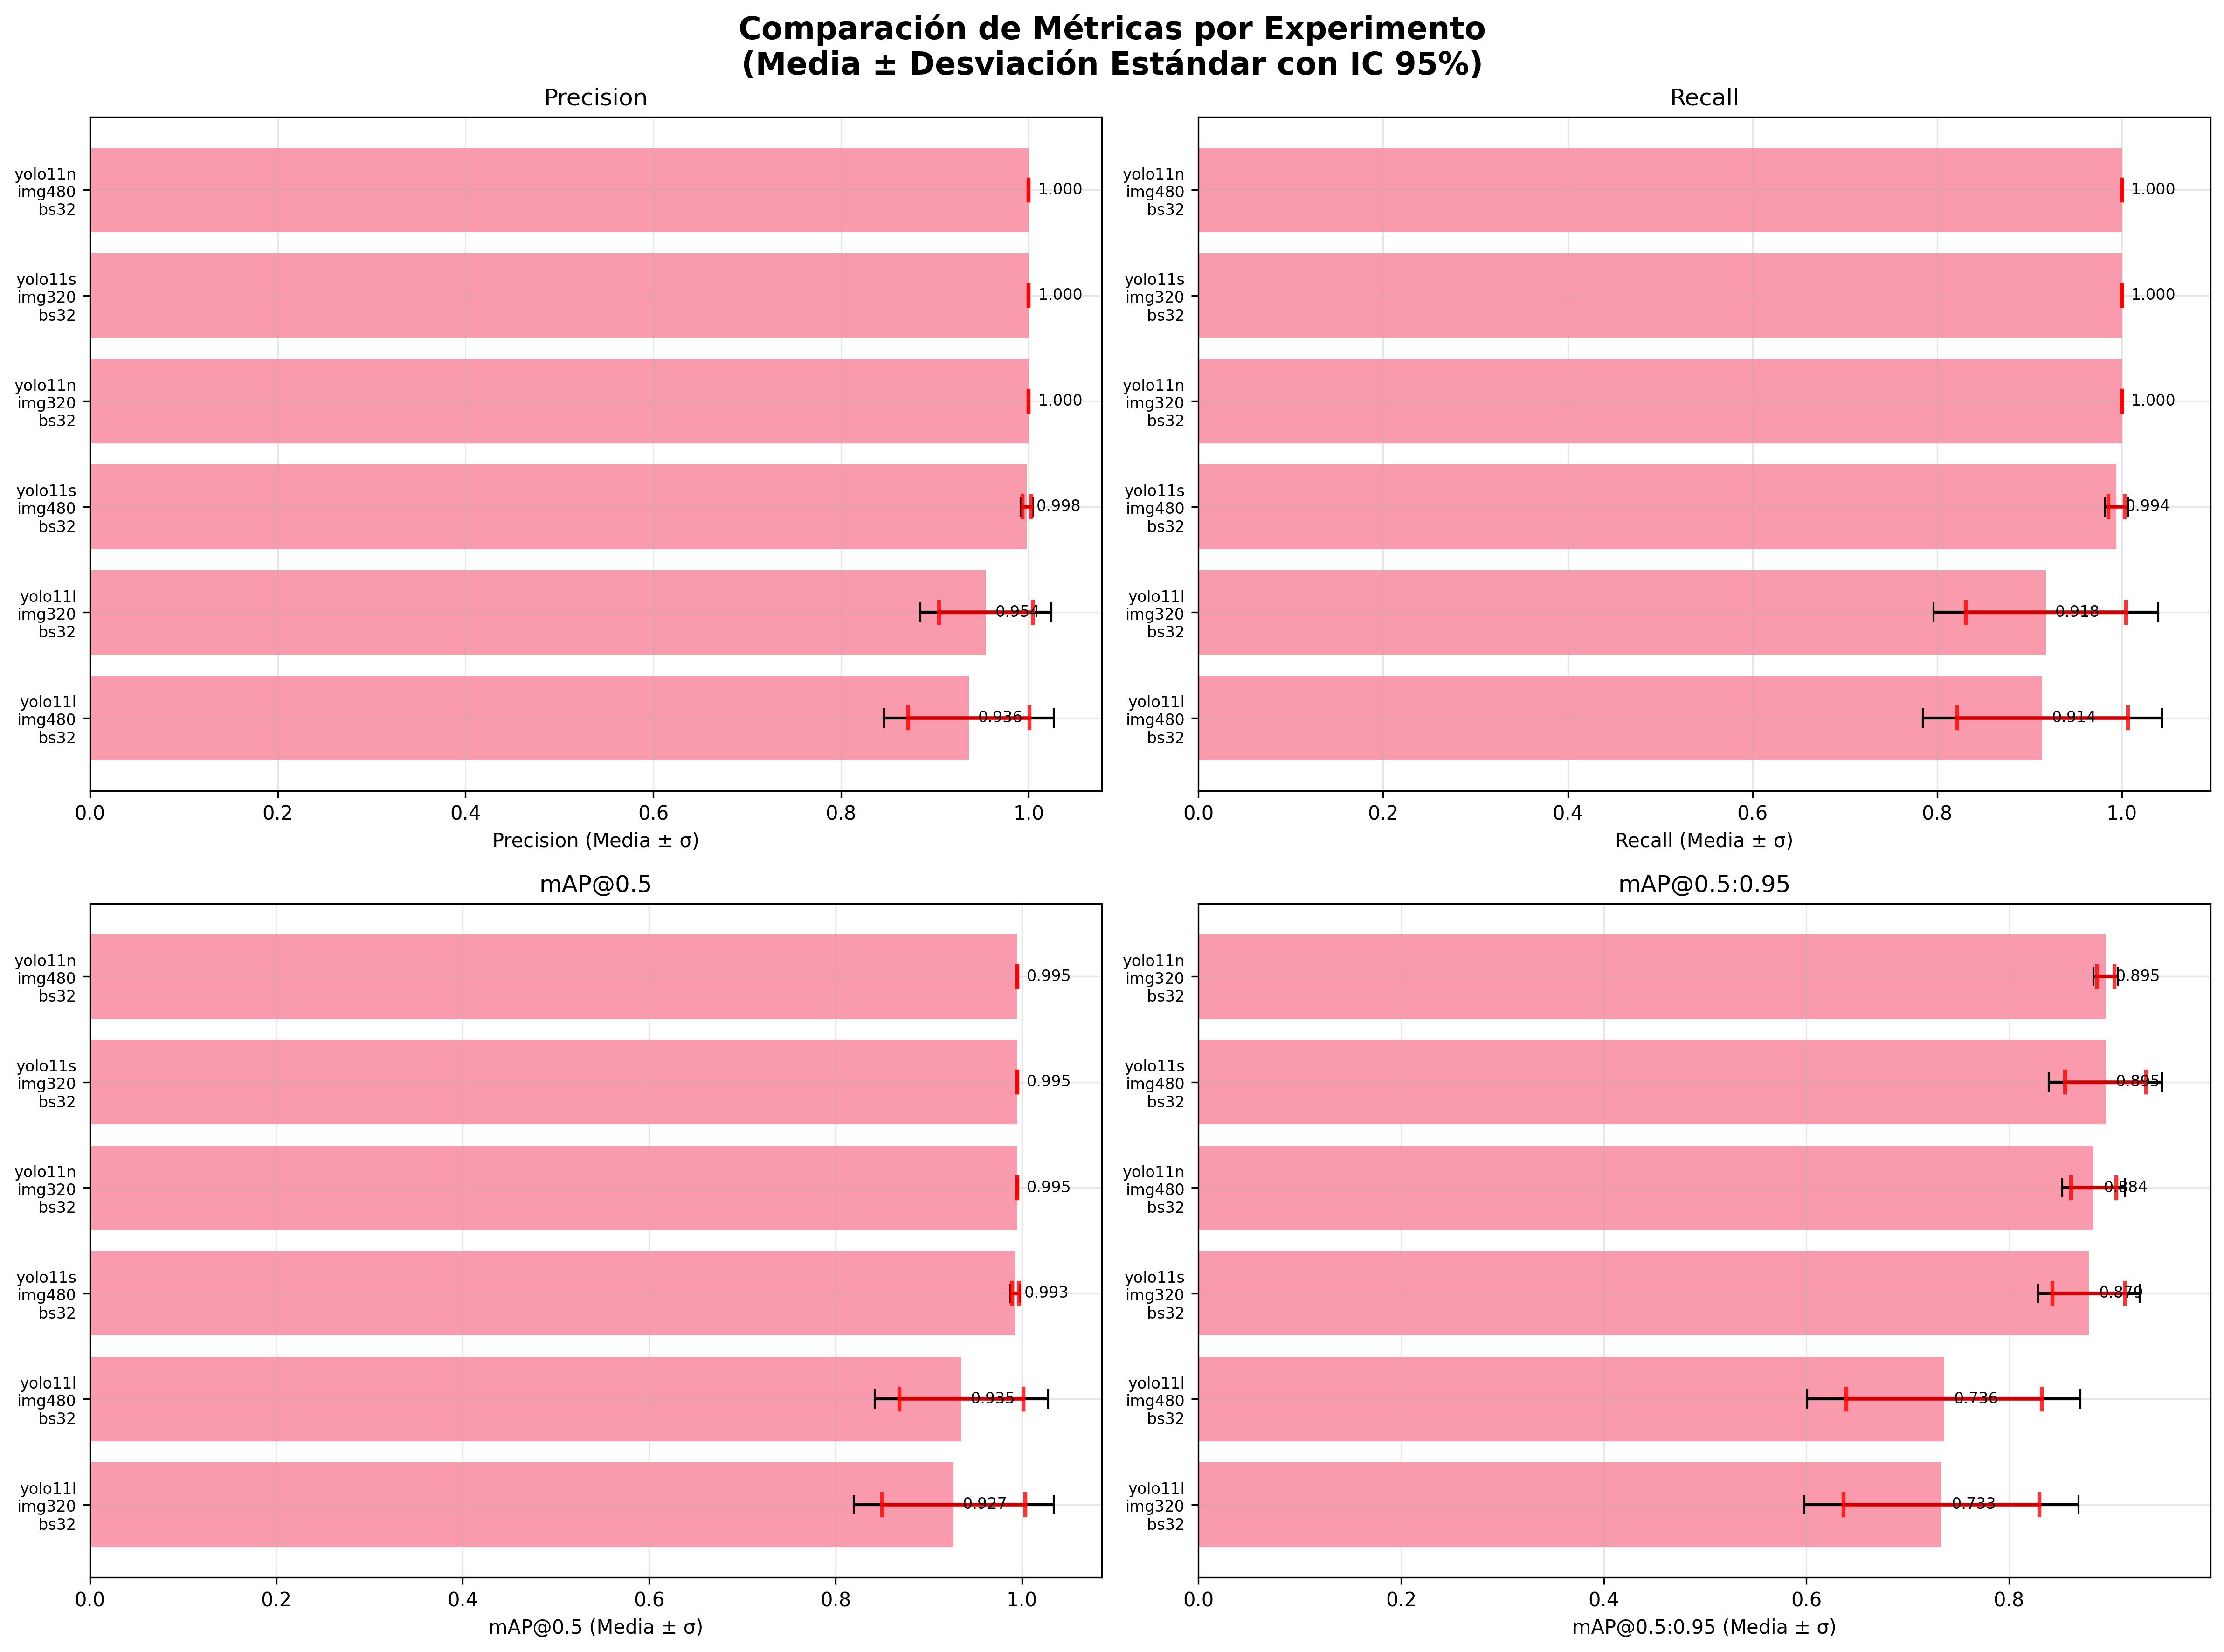 Comparación de Métricas por Experimento
(Media ± Desviación Estándar con IC 95%)
Precision
yolo11n
img480
bs32
1.000
yolo11s
img320
bs32
1.000
yolo11n
img320
bs32
1.000
yolo11s
img480
bs32
0.998
yolo11l
img320
bs32
0.954
yolo11l
img480
bs32
0.936
0.0 0.2 0.4 0.6 0.8 1.0
Precision (Media ± σ)
Recall
yolo11n
img480
bs32
1.000
yolo11s
img320
bs32
1.000
yolo11n
img320
bs32
1.000
yolo11s
img480
bs32
0.994
yolo11l
img320
bs32
0.918
yolo11l
img480
bs32
0.914
0.0 0.2 0.4 0.6 0.8 1.0
Recall (Media ± σ)
mAP@0.5
yolo11n
img480
bs32
0.995
yolo11s
img320
bs32
0.995
yolo11n
img320
bs32
0.995
yolo11s
img480
bs32
0.993
yolo11l
img480
bs32
0.935
yolo11l
img320
bs32
0.927
0.0 0.2 0.4 0.6 0.8 1.0
mAP@0.5 (Media ± σ)
mAP@0.5:0.95
yolo11n
img320
bs32
0.895
yolo11s
img480
bs32
0.895
yolo11n
img480
bs32
0.884
yolo11s
img320
bs32
0.879
yolo11l
img480
bs32
0.736
yolo11l
img320
bs32
0.733
0.0 0.2 0.4 0.6 0.8
mAP@0.5:0.95 (Media ± σ)